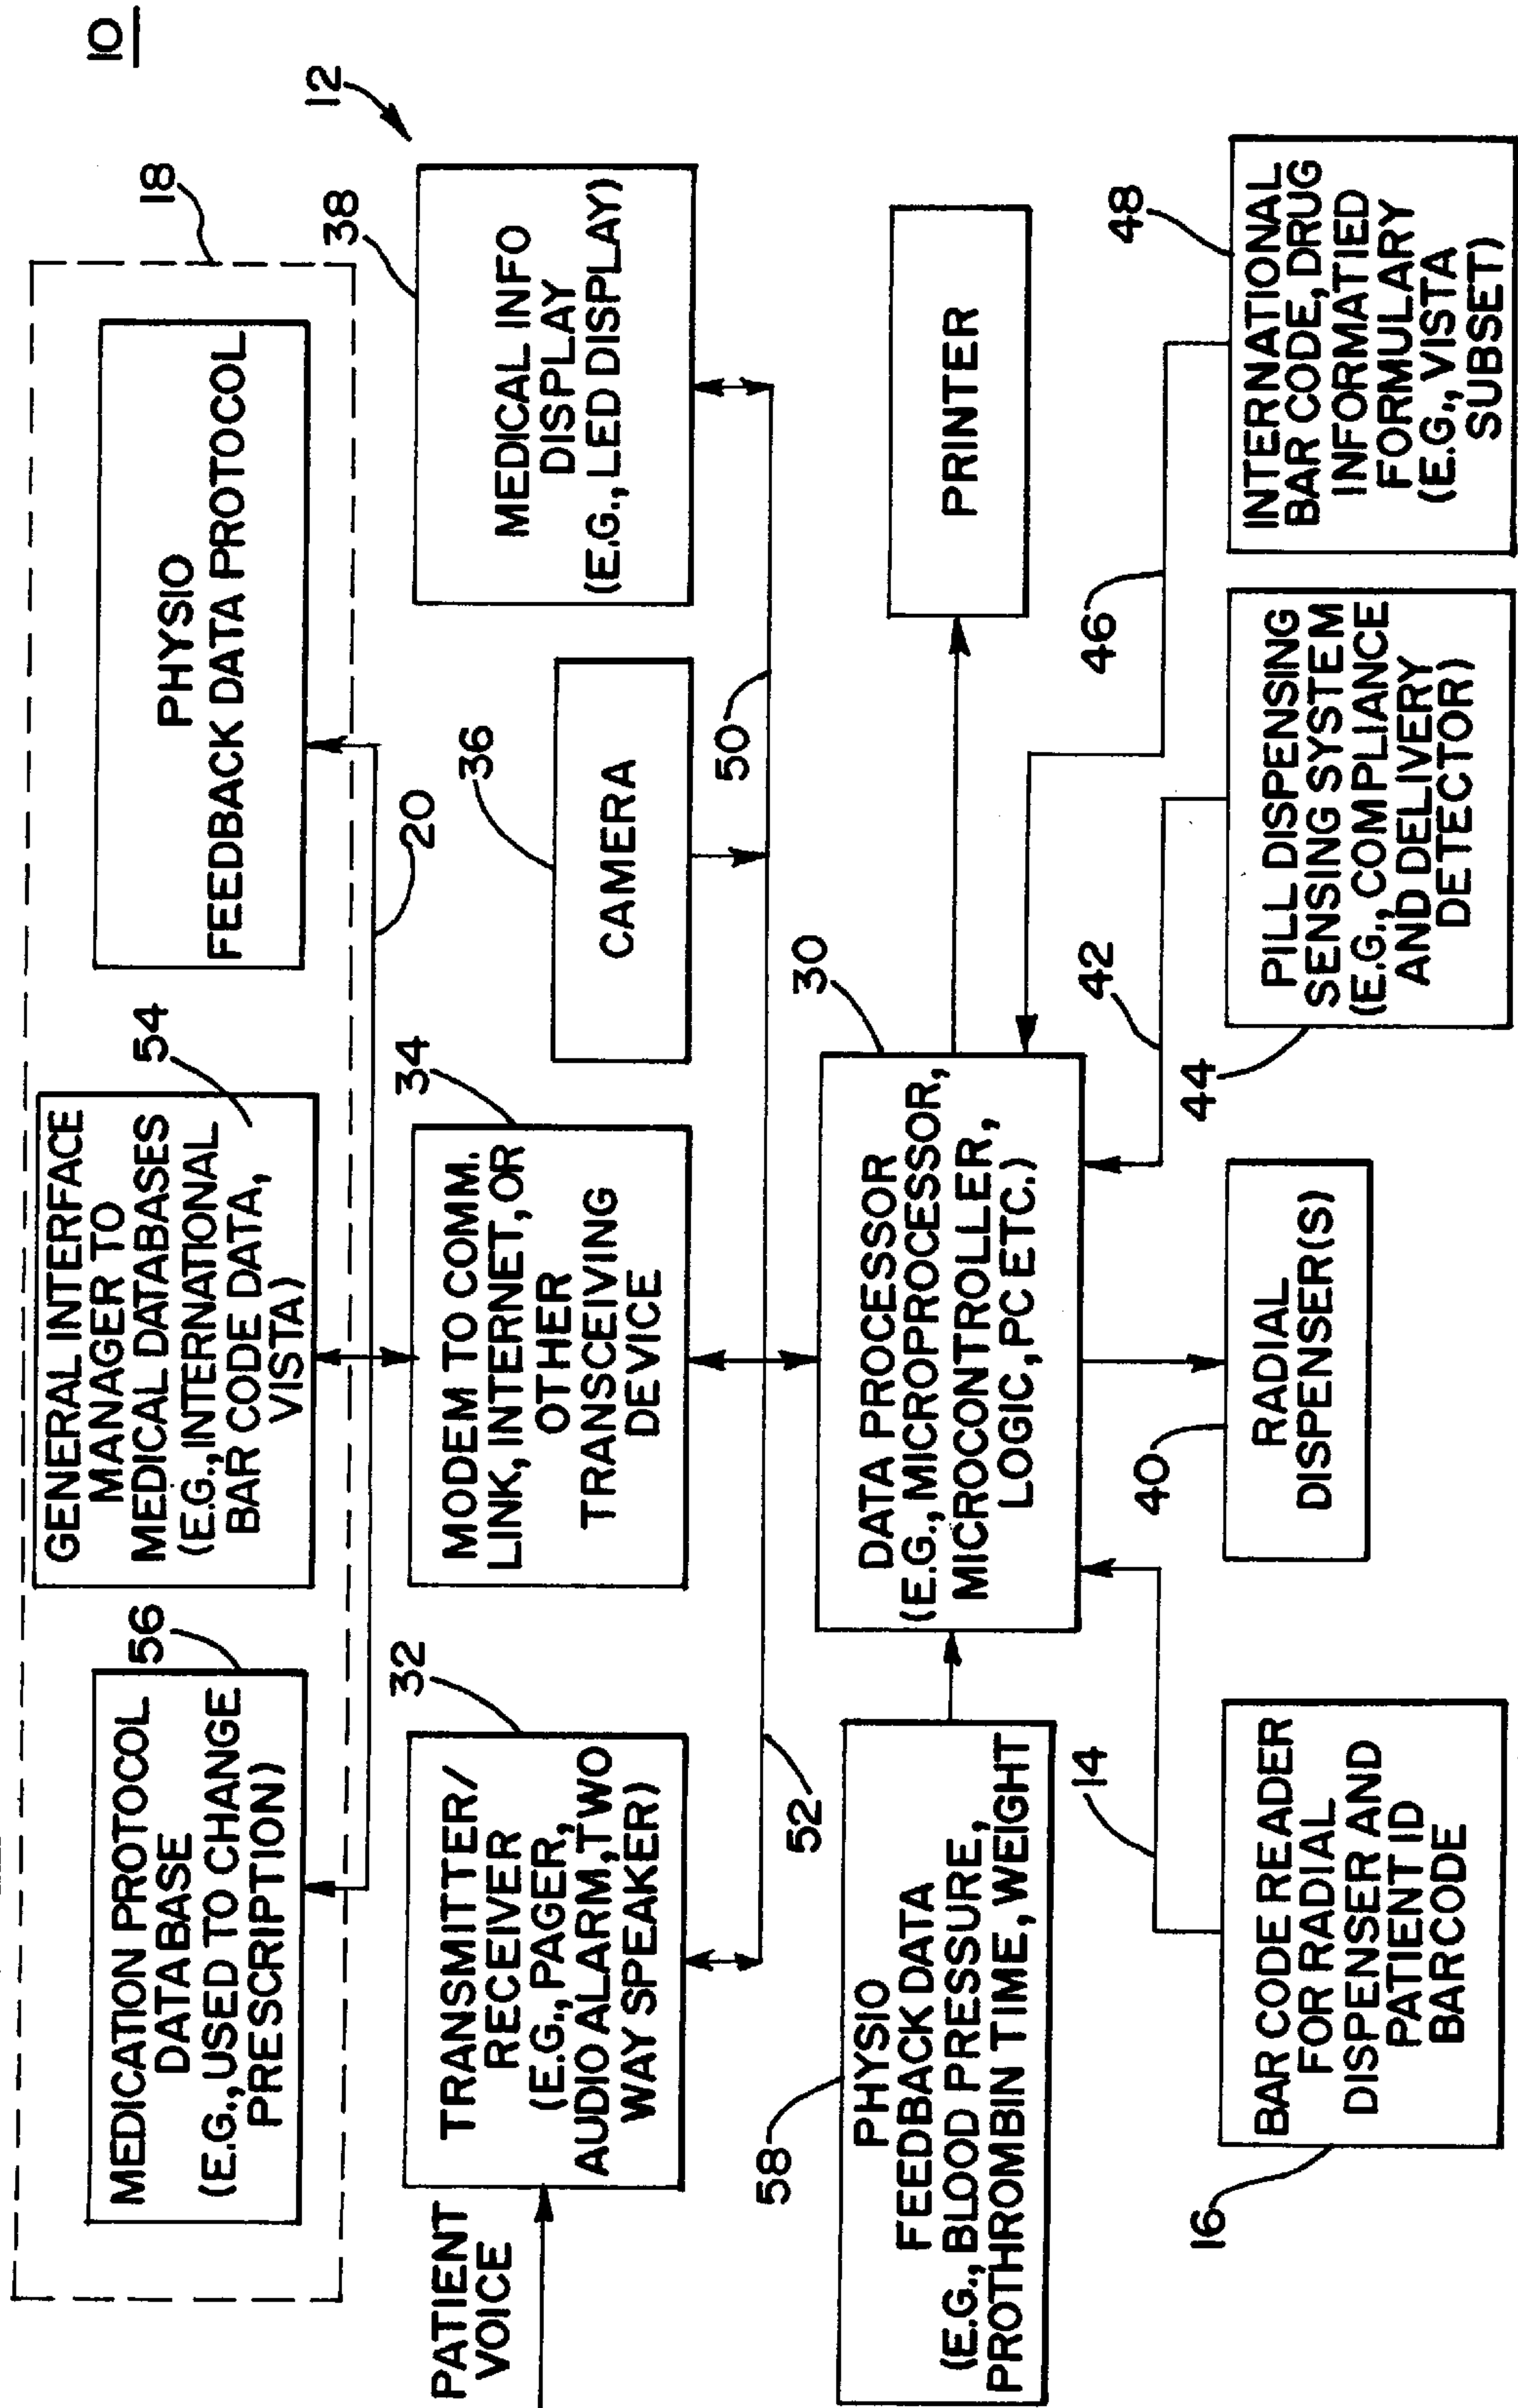 10
12
18
MEDICATION PROTOCOL
DATABASE
(E.G., USED TO CHANGE
PRESCRIPTION)
56
GENERAL INTERFACE
MANAGER TO
MEDICAL DATABASES
(E.G., INTERNATIONAL
BAR CODE DATA,
VISTA)
54
PHYSIO
FEEDBACK DATA PROTOCOL
20
PATIENT
VOICE
TRANSMITTER/
RECEIVER
(E.G., PAGER,
AUDIO ALARM, TWO
WAY SPEAKER)
32
MODEM TO COMM.
LINK, INTERNET, OR
OTHER
TRANSCEIVING
DEVICE
34
CAMERA
36
MEDICAL INFO
DISPLAY
(E.G., LED DISPLAY)
38
52
50
58
PHYSIO
FEEDBACK DATA
(E.G., BLOOD PRESSURE,
PROTHROMBIN TIME, WEIGHT
DATA PROCESSOR
(E.G., MICROPROCESSOR,
MICROCONTROLLER,
LOGIC, PC ETC.)
30
PRINTER
14
42
46
16
BAR CODE READER
FOR RADIAL
DISPENSER AND
PATIENT ID
BARCODE
40
RADIAL
DISPENSER(S)
44
PILL DISPENSING
SENSING SYSTEM
(E.G., COMPLIANCE
AND DELIVERY
DETECTOR)
48
INTERNATIONAL
BAR CODE, DRUG
INFORMATIED
FORMULARY
(E.G., VISTA
SUBSET)